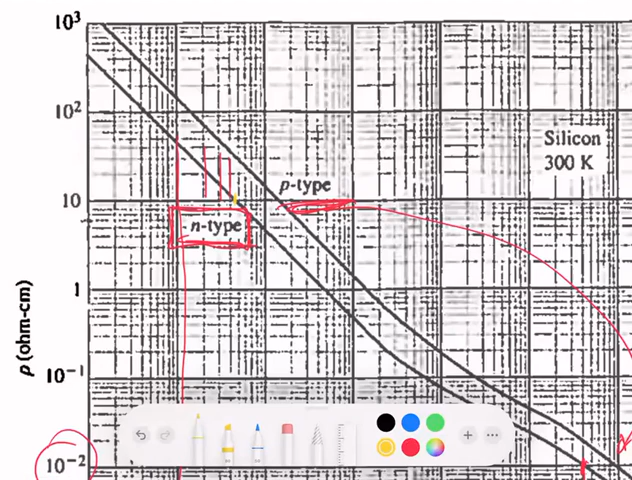 10³
10²
Silicon
300 K
p-type
10
n-type
1
ρ (ohm-cm)
10⁻¹
10⁻²